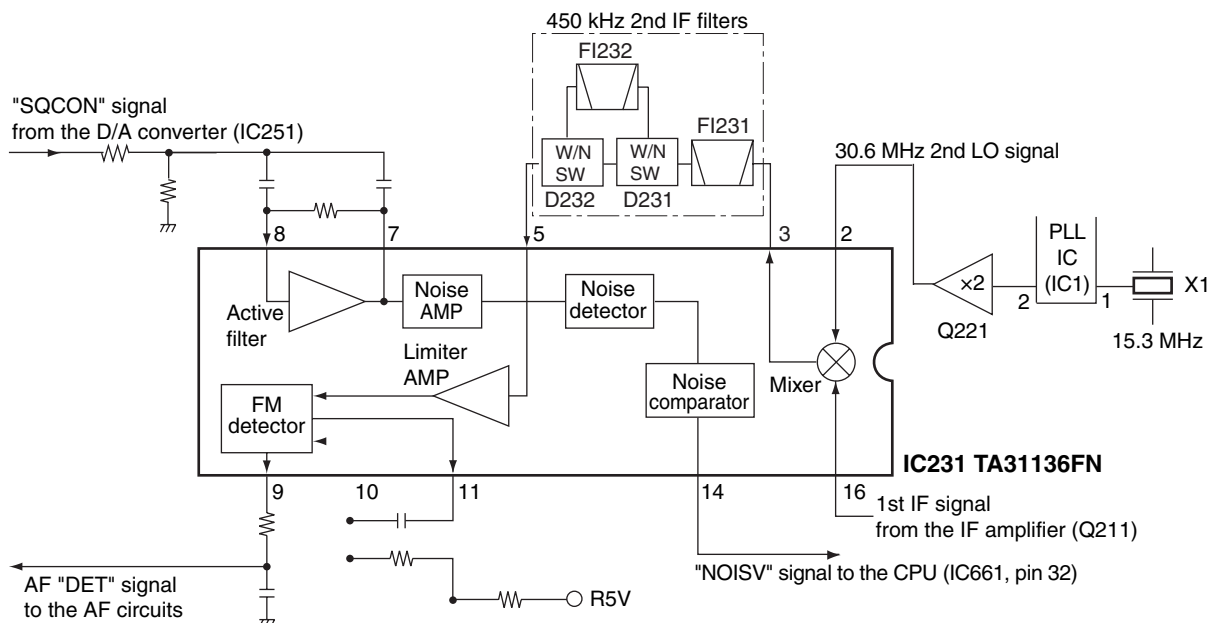 450 kHz 2nd IF filters
FI232
"SQCON" signal
from the D/A converter (IC251)
FI231
W/N
SW
W/N
SW
30.6 MHz 2nd LO signal
D232
D231
8
7
5
3
2
PLL
IC
(IC1)
×2
2
1
X1
Q221
15.3 MHz
Active
filter
Noise
AMP
Noise
detector
Limiter
AMP
Mixer
Noise
comparator
FM
detector
IC231 TA31136FN
9
10
11
14
16
1st IF signal
from the IF amplifier (Q211)
"NOISV" signal to the CPU (IC661, pin 32)
AF "DET" signal
to the AF circuits
R5V